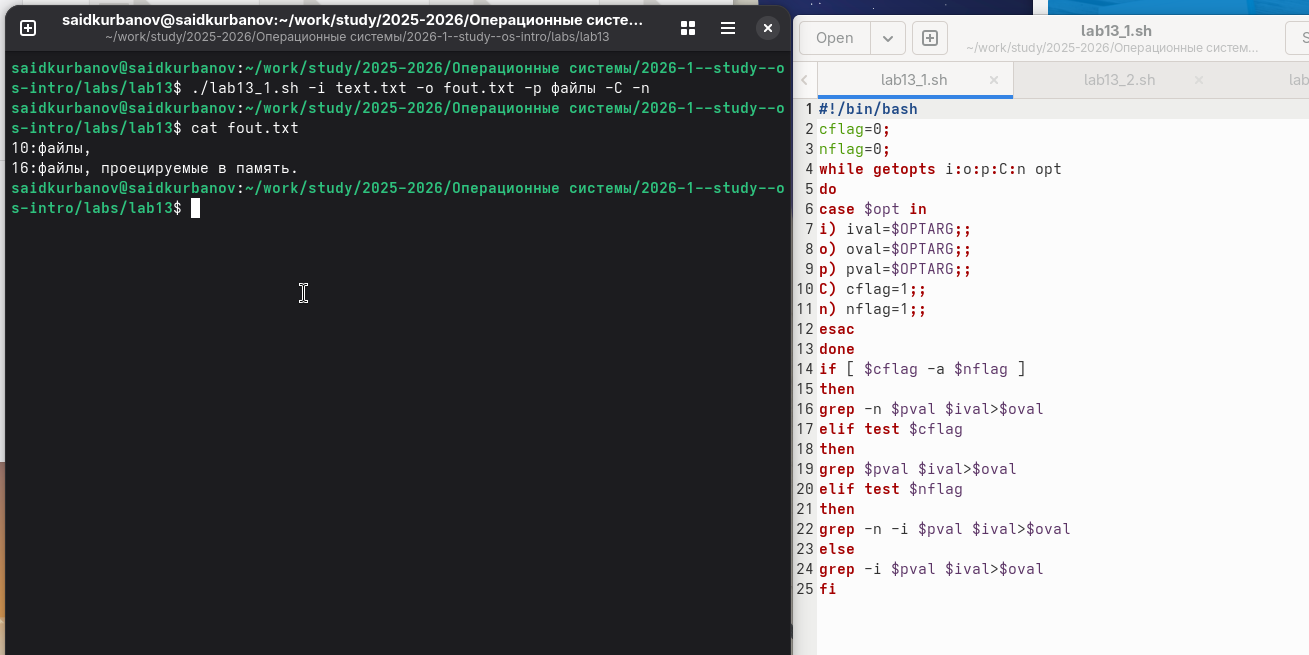 saidkurbanov@saidkurbanov:~/work/study/2025-2026/Операционные систе...
~/work/study/2025-2026/Операционные системы/2026-1--study--os-intro/labs/lab13
saidkurbanov@saidkurbanov:~/work/study/2025-2026/Операционные системы/2026-1--study--o
s-intro/labs/lab13$ ./lab13_1.sh -i text.txt -o fout.txt -p файлы -C -n
saidkurbanov@saidkurbanov:~/work/study/2025-2026/Операционные системы/2026-1--study--o
s-intro/labs/lab13$ cat fout.txt
10:файлы,
16:файлы, проецируемые в память.
saidkurbanov@saidkurbanov:~/work/study/2025-2026/Операционные системы/2026-1--study--o
s-intro/labs/lab13$
Open
lab13_1.sh
~/work/study/2025-2026/Операционные систем...
S
lab13_1.sh
lab13_2.sh
lab
1 #!/bin/bash
2 cflag=0;
3 nflag=0;
4 while getopts i:o:p:C:n opt
5 do
6 case $opt in
7 i) ival=$OPTARG;;
8 o) oval=$OPTARG;;
9 p) pval=$OPTARG;;
10 C) cflag=1;;
11 n) nflag=1;;
12 esac
13 done
14 if [ $cflag -a $nflag ]
15 then
16 grep -n $pval $ival>$oval
17 elif test $cflag
18 then
19 grep $pval $ival>$oval
20 elif test $nflag
21 then
22 grep -n -i $pval $ival>$oval
23 else
24 grep -i $pval $ival>$oval
25 fi